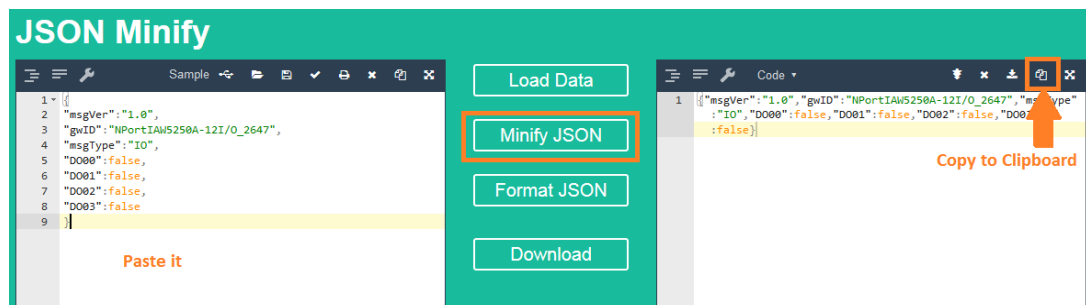 JSON Minify
Sample
1 {
2 "msgVer":"1.0",
3 "gwID":"NPortIAW5250A-12I/O_2647",
4 "msgType":"IO",
5 "DO00":false,
6 "DO01":false,
7 "DO02":false,
8 "DO03":false
9 }
Paste it
Load Data
Minify JSON
Format JSON
Download
Code
1 {"msgVer":"1.0","gwID":"NPortIAW5250A-12I/O_2647","msgType"
:"IO","DO00":false,"DO01":false,"DO02":false,
:false}
Copy to Clipboard